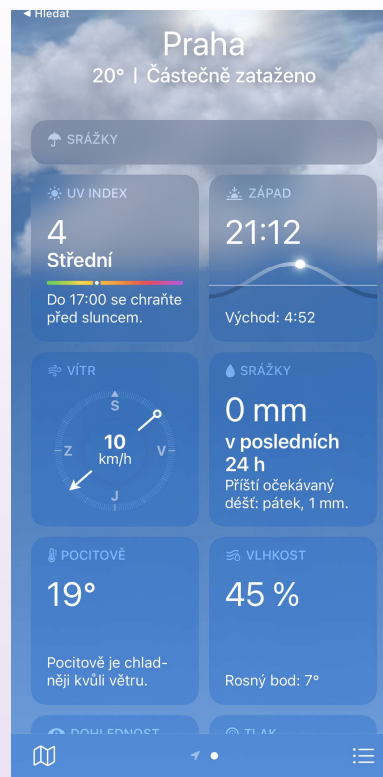 Hledat
Praha
20° | Částečně zataženo
SRÁŽKY
UV INDEX
4
Střední
Do 17:00 se chraňte
před sluncem.
ZÁPAD
21:12
Východ: 4:52
VÍTR
S
Z
10
km/h
V
J
SRÁŽKY
0 mm
v posledních
24 h
Příští očekávaný
déšť: pátek, 1 mm.
POCITOVĚ
19°
Pocitově je chlad-
něji kvůli větru.
VLHKOST
45 %
Rosný bod: 7°
DOHLEDNOST
TLAK